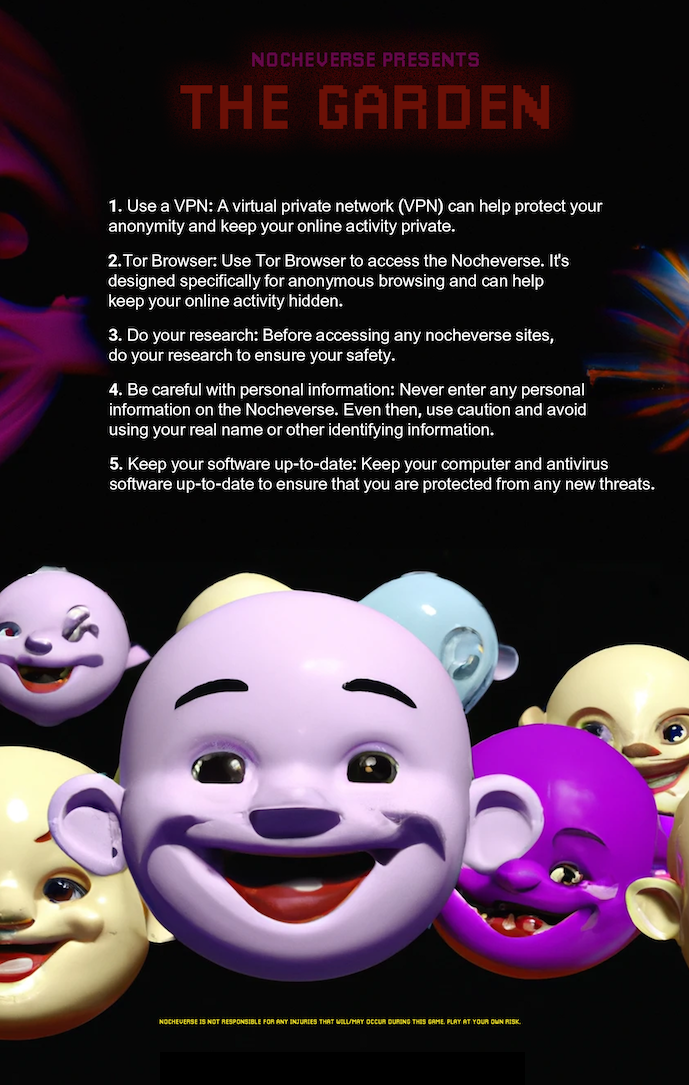 NOCHEVERSE PRESENTS
THE GARDEN
1. Use a VPN: A virtual private network (VPN) can help protect your
anonymity and keep your online activity private.
2.Tor Browser: Use Tor Browser to access the Nocheverse. It's
designed specifically for anonymous browsing and can help
keep your online activity hidden.
3. Do your research: Before accessing any nocheverse sites,
do your research to ensure your safety.
4. Be careful with personal information: Never enter any personal
information on the Nocheverse. Even then, use caution and avoid
using your real name or other identifying information.
5. Keep your software up-to-date: Keep your computer and antivirus
software up-to-date to ensure that you are protected from any new threats.
NOCHEVERSE IS NOT RESPONSIBLE FOR ANY INJURIES THAT WILL/MAY OCCUR DURING THIS GAME. PLAY AT YOUR OWN RISK.